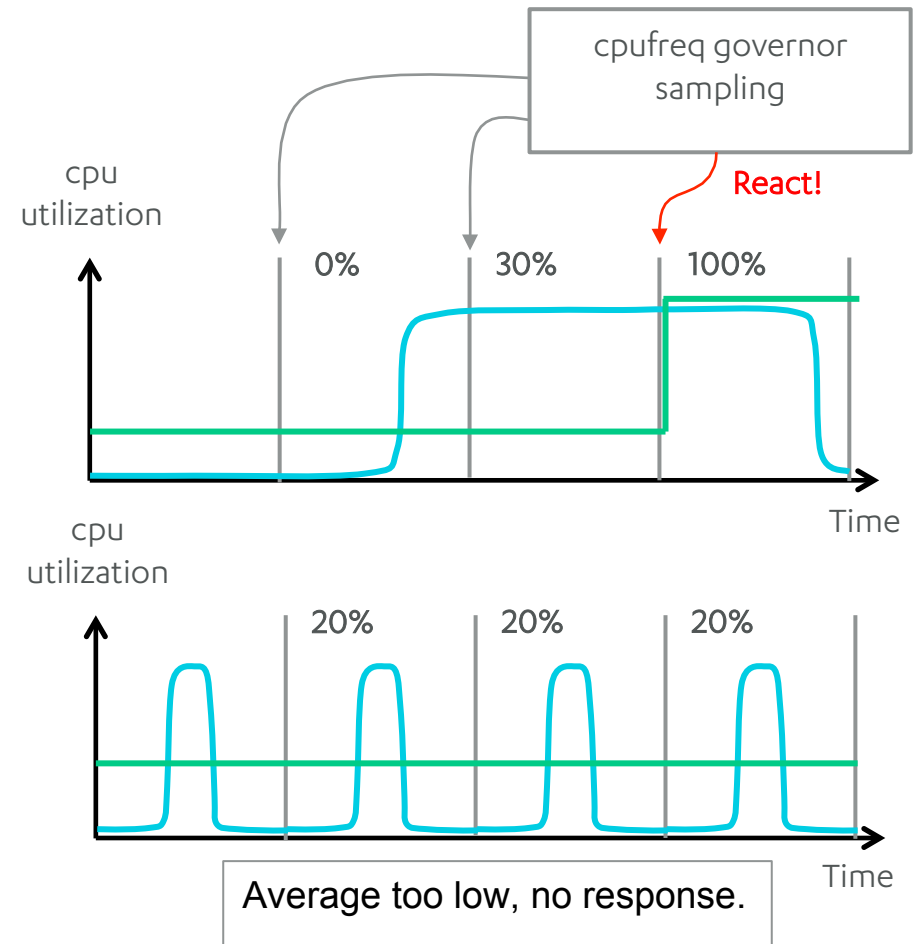 cpufreq governor
sampling
React!
cpu
utilization
0%
30%
100%
Time
cpu
utilization
20%
20%
20%
Time
Average too low, no response.